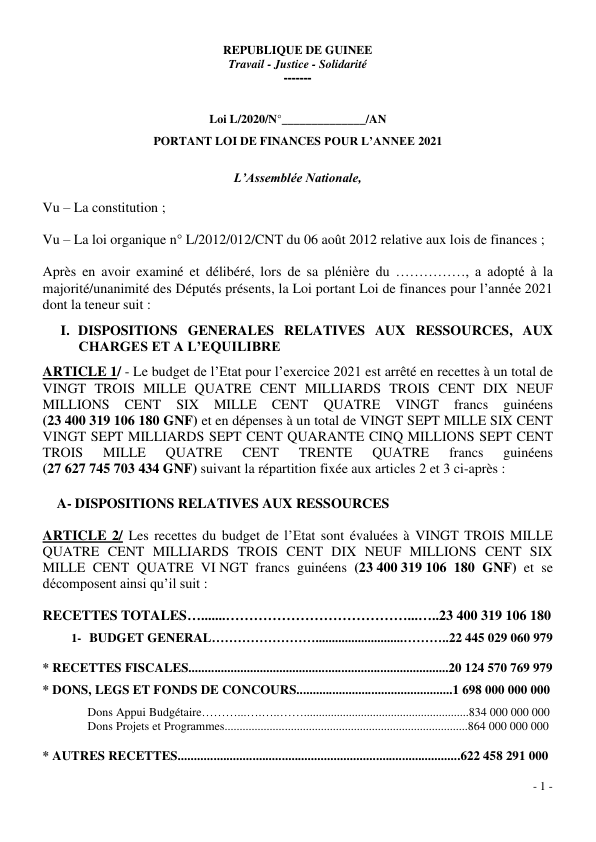 REPUBLIQUE DE GUINEE
Travail - Justice - Solidarité
-------
Loi L/2020/N°______________/AN
PORTANT LOI DE FINANCES POUR L’ANNEE 2021
L’Assemblée Nationale,
Vu – La constitution ;
Vu – La loi organique n° L/2012/012/CNT du 06 août 2012 relative aux lois de finances ;
Après en avoir examiné et délibéré, lors de sa plénière du ……………, a adopté à la
majorité/unanimité des Députés présents, la Loi portant Loi de finances pour l’année 2021
dont la teneur suit :
I. DISPOSITIONS GENERALES RELATIVES AUX RESSOURCES, AUX
CHARGES ET A L’EQUILIBRE
ARTICLE 1/ - Le budget de l’Etat pour l’exercice 2021 est arrêté en recettes à un total de
VINGT TROIS MILLE QUATRE CENT MILLIARDS TROIS CENT DIX NEUF
MILLIONS CENT SIX MILLE CENT QUATRE VINGT francs guinéens
(23 400 319 106 180 GNF) et en dépenses à un total de VINGT SEPT MILLE SIX CENT
VINGT SEPT MILLIARDS SEPT CENT QUARANTE CINQ MILLIONS SEPT CENT
TROIS MILLE QUATRE CENT TRENTE QUATRE francs guinéens
(27 627 745 703 434 GNF) suivant la répartition fixée aux articles 2 et 3 ci-après :
A- DISPOSITIONS RELATIVES AUX RESSOURCES
ARTICLE 2/ Les recettes du budget de l’Etat sont évaluées à VINGT TROIS MILLE
QUATRE CENT MILLIARDS TROIS CENT DIX NEUF MILLIONS CENT SIX
MILLE CENT QUATRE VI NGT francs guinéens (23 400 319 106 180 GNF) et se
décomposent ainsi qu’il suit :
RECETTES TOTALES….......………………………………...…..23 400 319 106 180
1- BUDGET GENERAL……………...........................………..22 445 029 060 979
* RECETTES FISCALES...............................................................................20 124 570 769 979
* DONS, LEGS ET FONDS DE CONCOURS...............................................1 698 000 000 000
Dons Appui Budgétaire………..…….…….......................................................834 000 000 000
Dons Projets et Programmes.................................................................................864 000 000 000
* AUTRES RECETTES......................................................................................622 458 291 000
- 1 -